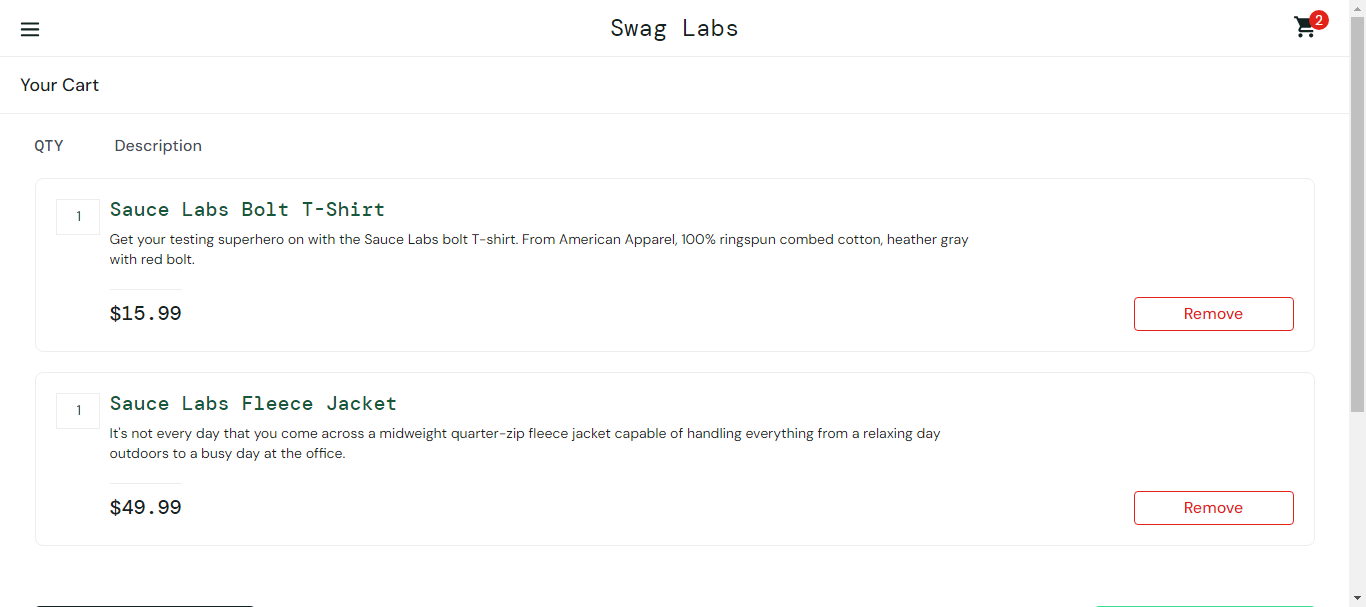 Swag Labs
2
Your Cart
QTY Description
1
Sauce Labs Bolt T-Shirt
Get your testing superhero on with the Sauce Labs bolt T-shirt. From American Apparel, 100% ringspun combed cotton, heather gray
with red bolt.
$15.99
Remove
1
Sauce Labs Fleece Jacket
It's not every day that you come across a midweight quarter-zip fleece jacket capable of handling everything from a relaxing day
outdoors to a busy day at the office.
$49.99
Remove